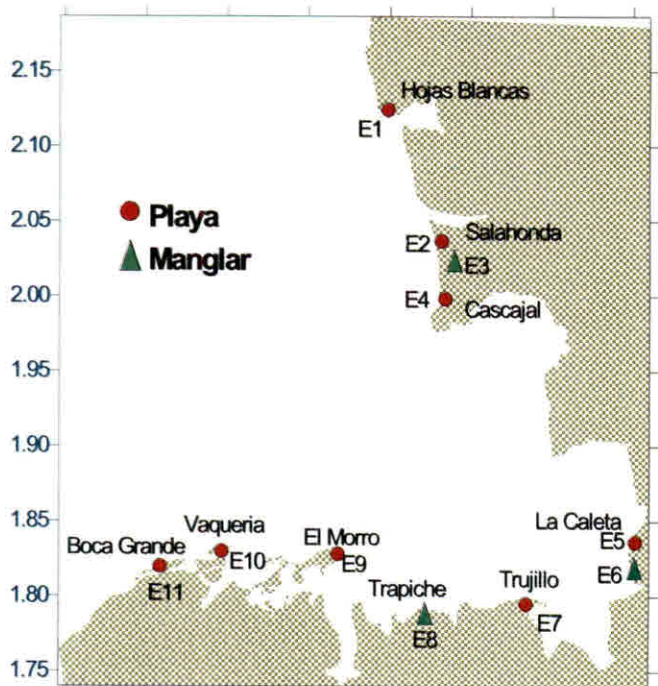 2.15
Hojas Blancas
E1
2.10
2.05
Playa
E2
Salahonda
Manglar
E3
2.00
E4
Cascajal
1.95
1.90
1.85
La Caleta
Vaqueria
El Morro
E5
Boca Grande
E10
E9
E6
E11
Trapiche
Trujillo
1.80
E8
E7
1.75